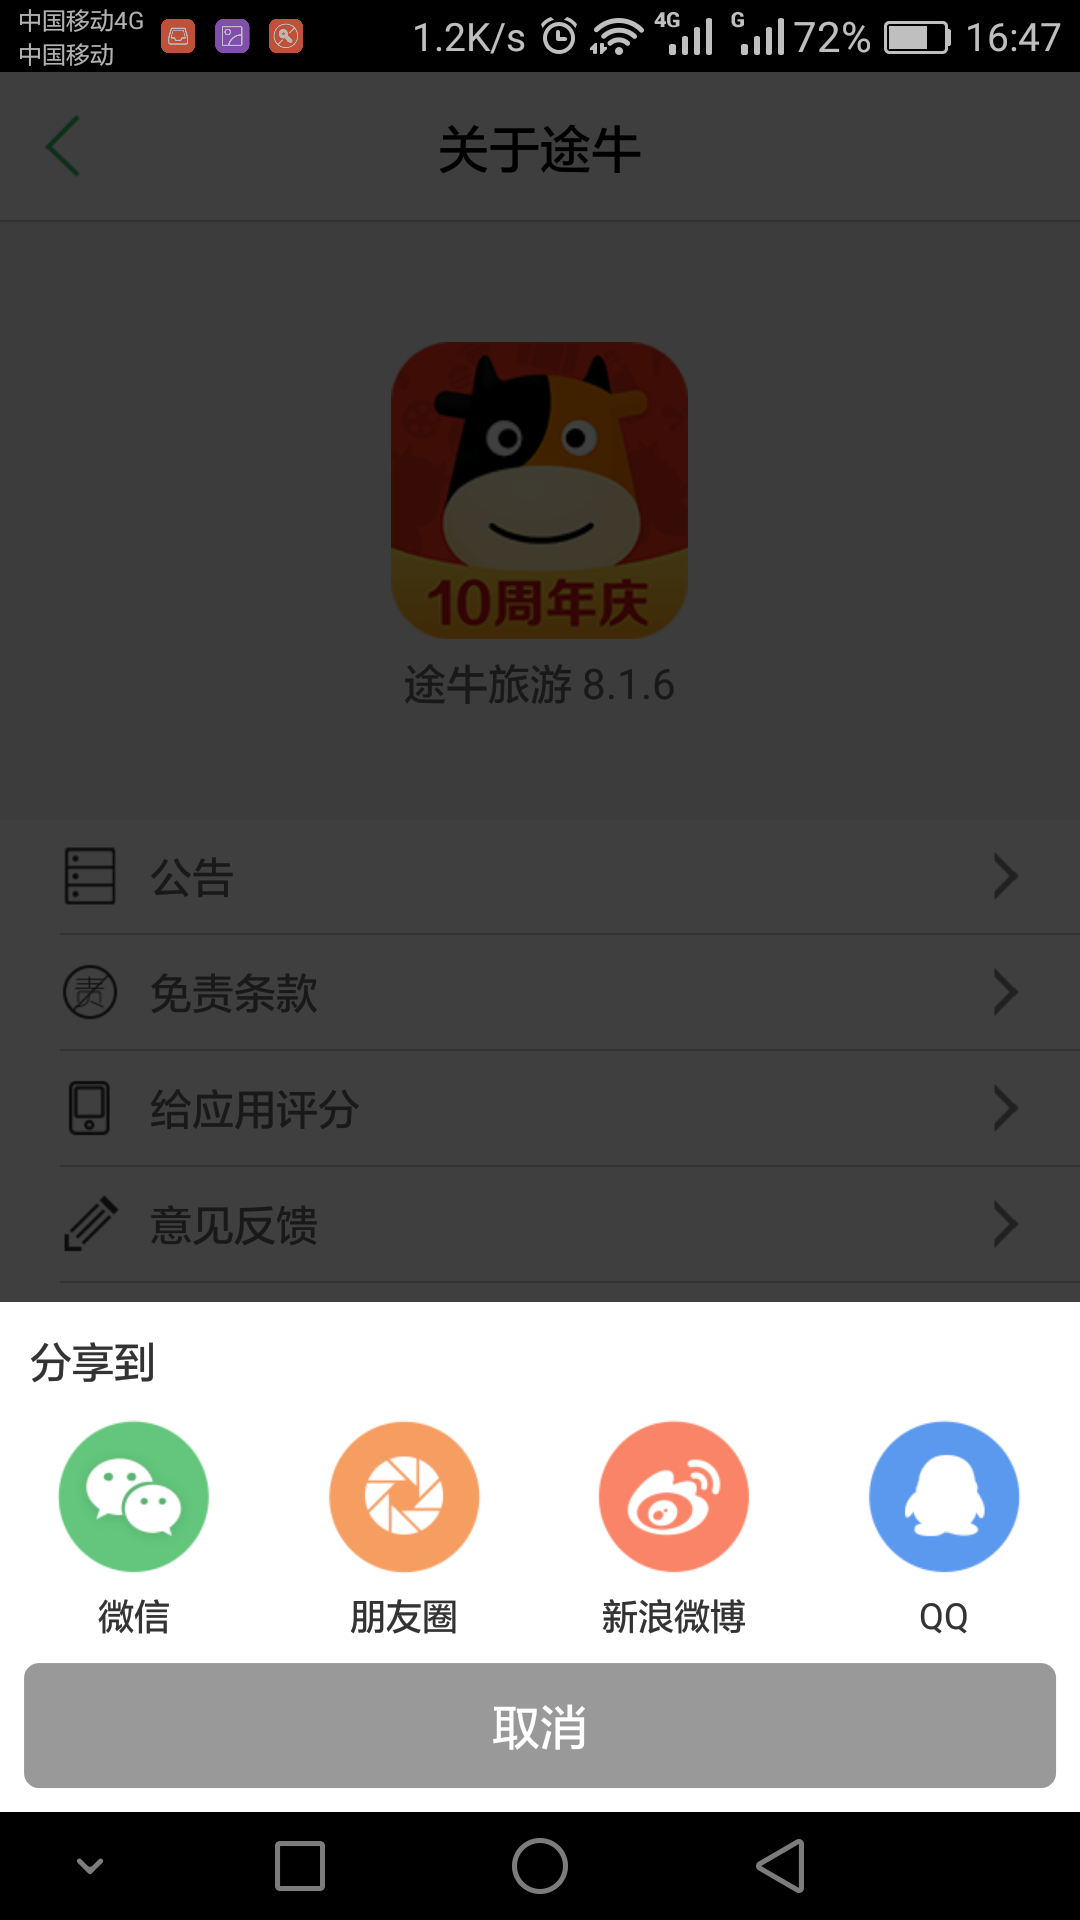 中国移动4G
中国移动
1.2K/s 4G G 72% 16:47
关于途牛
10周年庆
途牛旅游 8.1.6
公告
责
免责条款
给应用评分
意见反馈
分享到
微信 朋友圈 新浪微博 QQ
取消